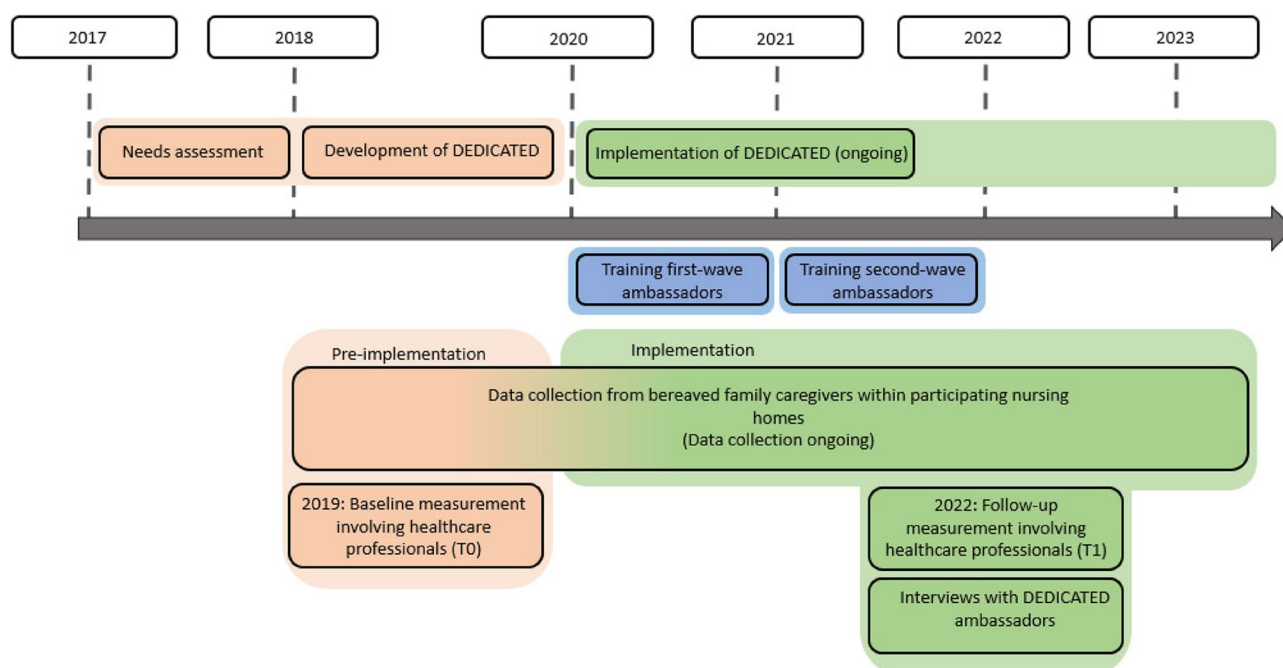 2017
2018
2020
2021
2022
2023
Needs assessment
Development of DEDICATED
Implementation of DEDICATED (ongoing)
Training first-wave
ambassadors
Training second-wave
ambassadors
Pre-implementation
Implementation
Data collection from bereaved family caregivers within participating nursing
homes
(Data collection ongoing)
2019: Baseline measurement
involving healthcare
professionals (T0)
2022: Follow-up
measurement involving
healthcare professionals (T1)
Interviews with DEDICATED
ambassadors